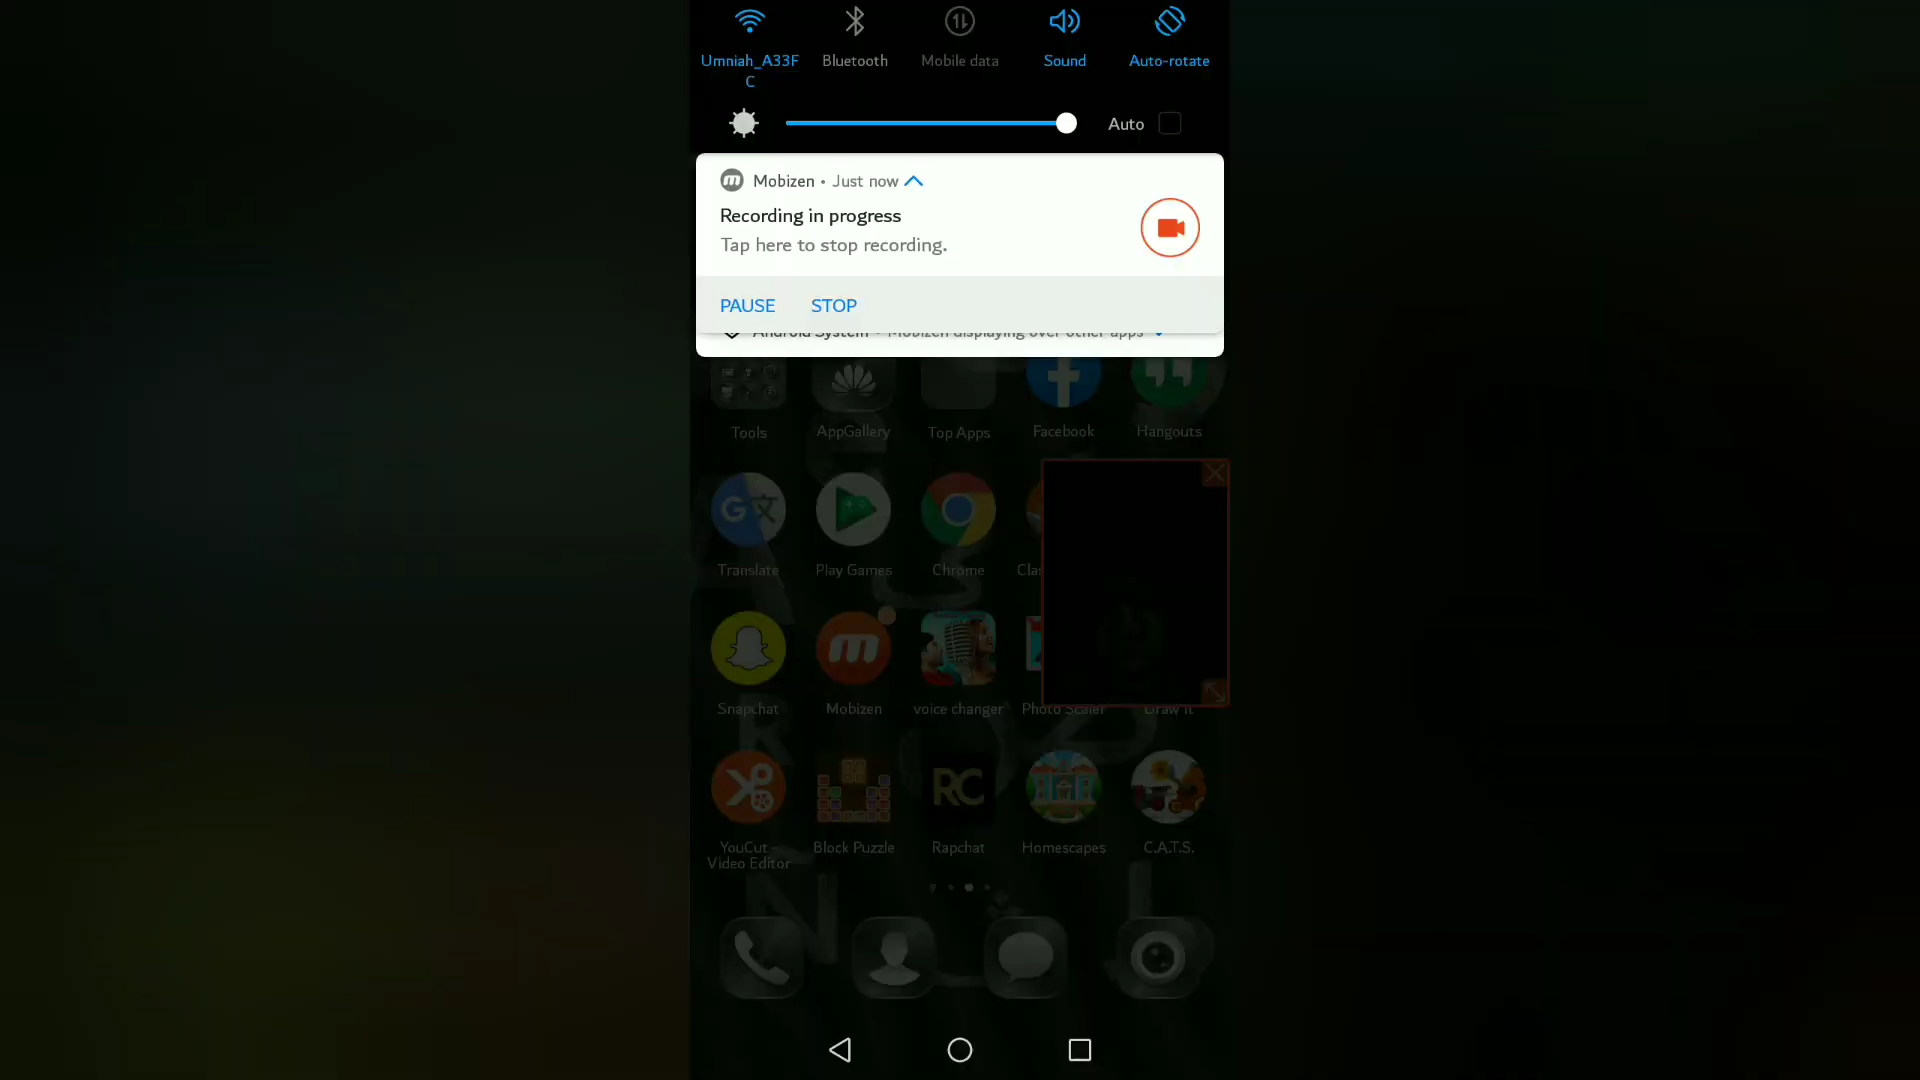 Umniah_A33F
C
Bluetooth
Mobile data
Sound
Auto-rotate
Auto
Mobizen • Just now
Recording in progress
Tap here to stop recording.
PAUSE STOP
Android System • Mobizen displaying over other apps
Tools
AppGallery
Top Apps
Facebook
Hangouts
Translate
Play Games
Chrome
Snapchat
Mobizen
voice changer
Photo Scaler
Draw It
RC
YouCut -
Video Editor
Block Puzzle
Rapchat
Homescapes
C.A.T.S.